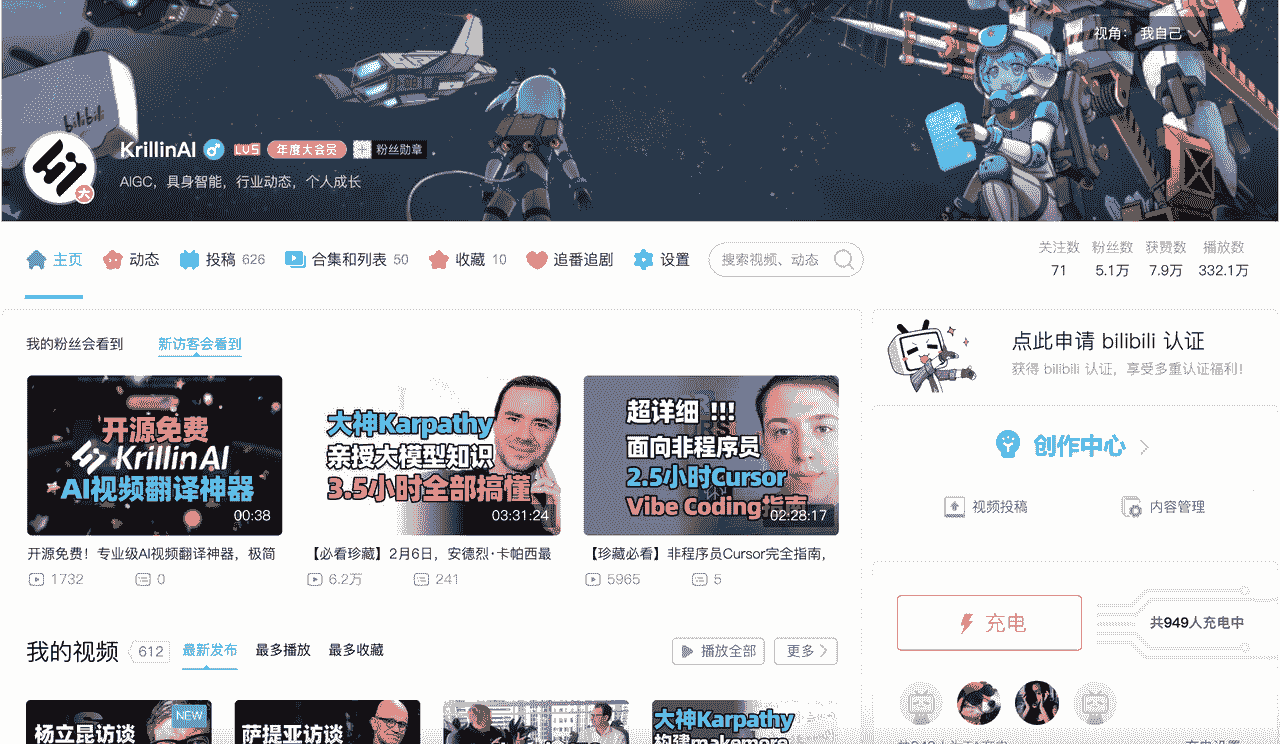 视角： 我自己
bilibili
KrillinAI LV5 年度大会员 粉丝勋章
大
AIGC，具身智能，行业动态，个人成长
主页 动态 投稿 626 合集和列表 50 收藏 10 追番追剧 设置 搜索视频、动态
关注数 粉丝数 获赞数 播放数
71 5.1万 7.9万 332.1万
我的粉丝会看到 新访客会看到
开源免费
KrillinAI
AI视频翻译神器
00:38
大神Karpathy
亲授大模型知识
3.5小时全部搞懂
03:31:24
超详细 !!!
面向非程序员
2.5小时Cursor
Vibe Coding指南
02:28:17
开源免费！专业级AI视频翻译神器，极简
1732 0
【必看珍藏】2月6日，安德烈·卡帕西最
6.2万 241
【珍藏必看】非程序员Cursor完全指南，
5965 5
点此申请 bilibili 认证
获得 bilibili 认证，享受多重认证福利！
创作中心
视频投稿 内容管理
充电 共949人充电中
我的视频 612 最新发布 最多播放 最多收藏 播放全部 更多
NEW
杨立昆访谈
萨提亚访谈
大神Karpathy
构建makemore